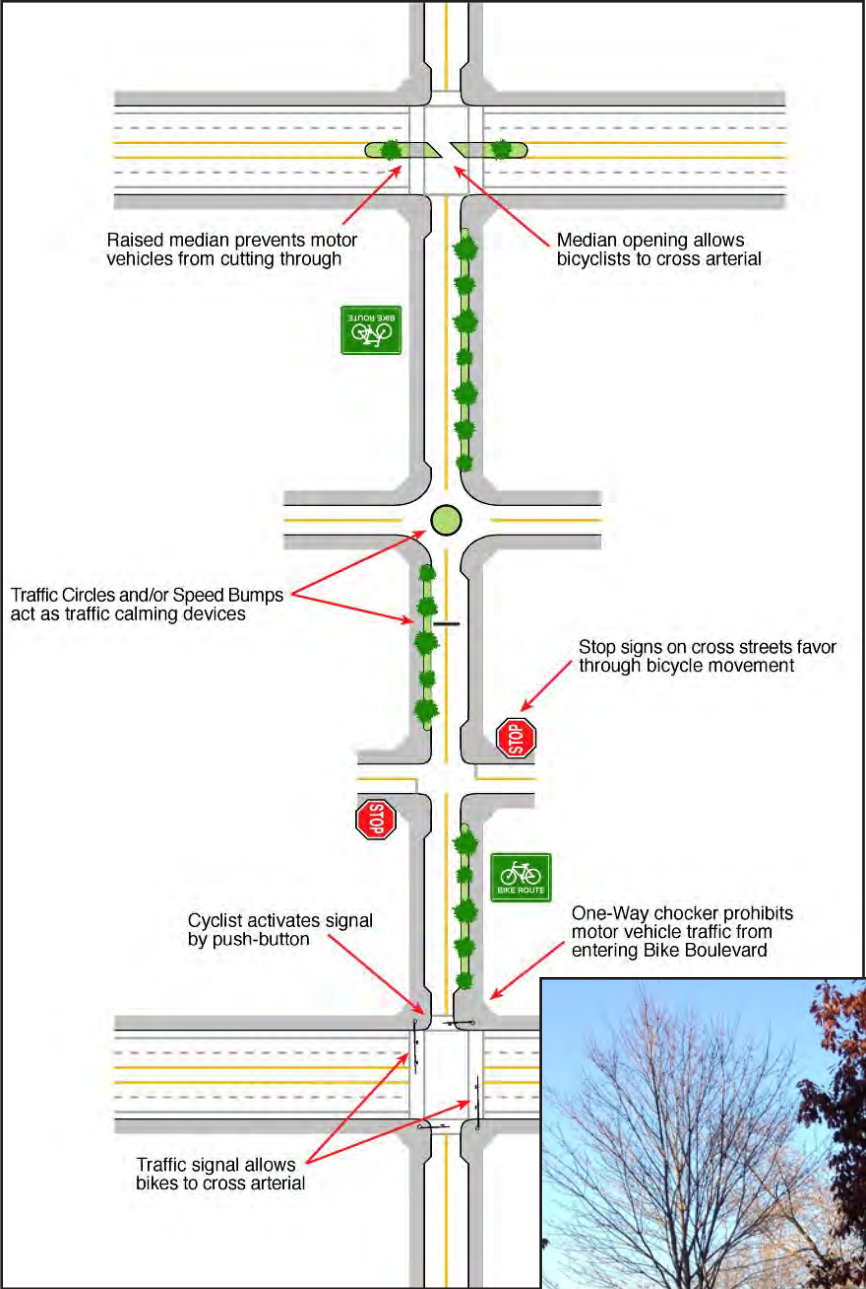 Raised median prevents motor
vehicles from cutting through
Median opening allows
bicyclists to cross arterial
BIKE ROUTE
Traffic Circles and/or Speed Bumps
act as traffic calming devices
Stop signs on cross streets favor
through bicycle movement
STOP
STOP
BIKE ROUTE
Cyclist activates signal
by push-button
One-Way chocker prohibits
motor vehicle traffic from
entering Bike Boulevard
Traffic signal allows
bikes to cross arterial